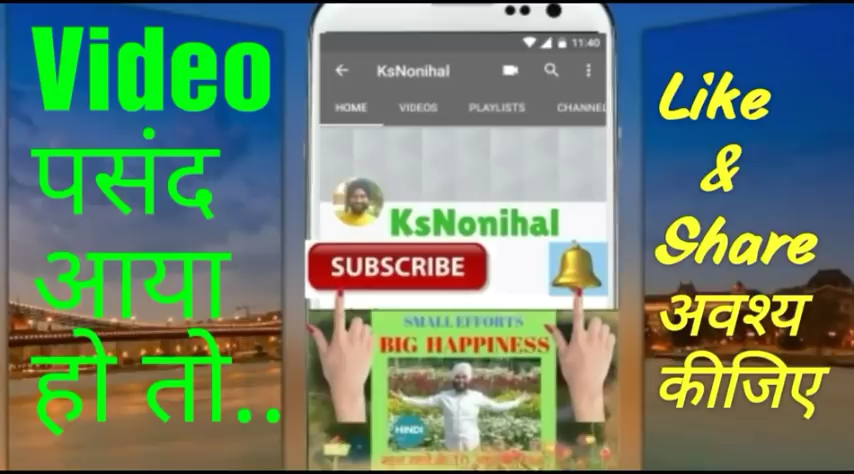 Video
पसंद
आया
हो तो..
11:40
KsNonihal
HOME VIDEOS PLAYLISTS CHANNEL
KsNonihal
SUBSCRIBE
SMALL EFFORTS
BIG HAPPINESS
HINDI
Like
&
Share
अवश्य
कीजिए